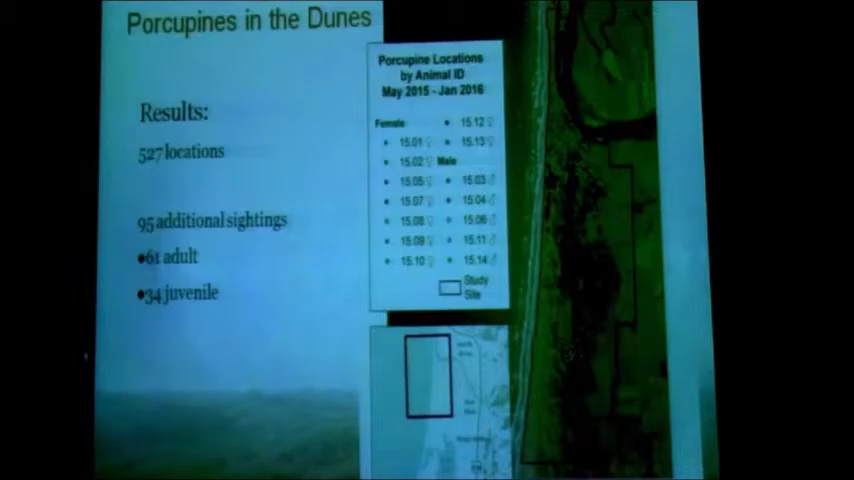 Porcupines in the Dunes
Results:
527 locations
95 additional sightings
•61 adult
•34 juvenile
Porcupine Locations
by Animal ID
May 2015 - Jan 2016
Female
15.01 ♀
15.02 ♀
15.05 ♀
15.07 ♀
15.08 ♀
15.09 ♀
15.10 ♀
15.12 ♀
15.13 ♀
Male
15.03 ♂
15.04 ♂
15.06 ♂
15.11 ♂
15.14 ♂
Study
Site